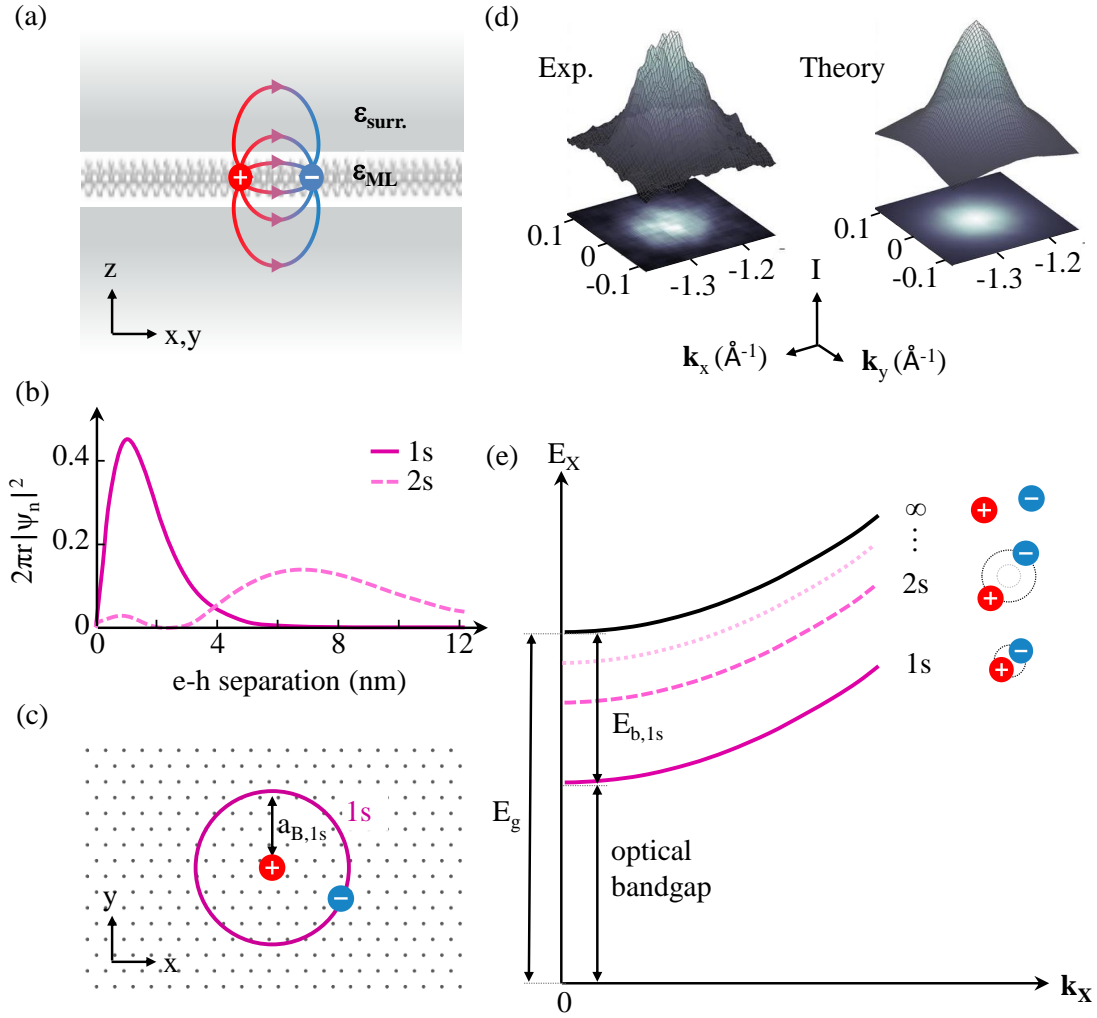 (a)
ε_surr.
ε_ML
+
−
z
x,y
(b)
2πr|ψ_n|^2
0.4
0.2
0
1s
2s
0 4 8 12
e-h separation (nm)
(c)
1s
a_B,1s
+
−
y
x
(d)
Exp.
Theory
0.1
0
-0.1
-1.3
-1.2
0.1
0
-0.1
-1.3
-1.2
I
k_x (Å^-1)
k_y (Å^-1)
(e)
E_X
∞
⋮
2s
1s
+
−
+
−
+
−
E_b,1s
E_g
optical
bandgap
0
k_X